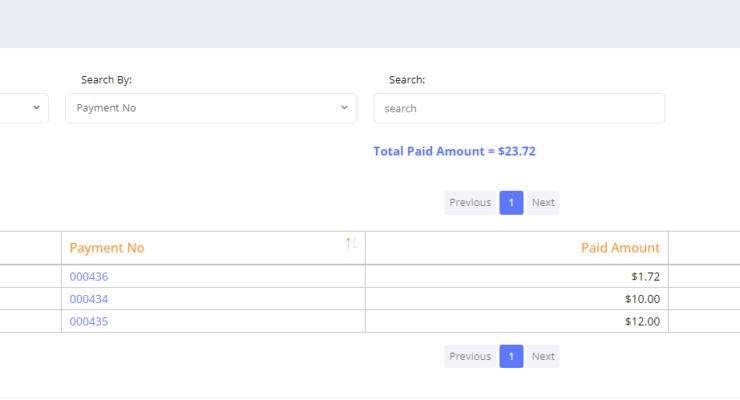 Search By:
Search:
Payment No
search
Total Paid Amount = $23.72
Previous 1 Next
Payment No
Paid Amount
000436
$1.72
000434
$10.00
000435
$12.00
Previous 1 Next